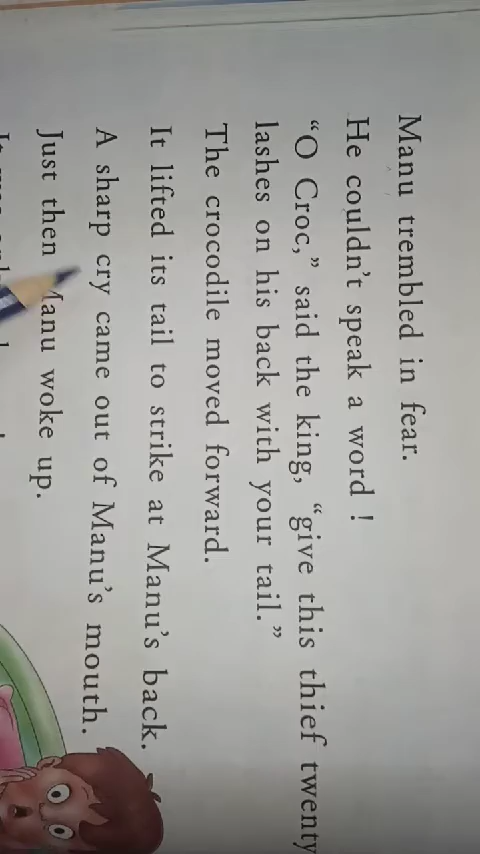 Manu trembled in fear.
He couldn't speak a word !
"O Croc," said the king, "give this thief twenty
lashes on his back with your tail."
The crocodile moved forward.
It lifted its tail to strike at Manu's back.
A sharp cry came out of Manu's mouth.
Just then Manu woke up.